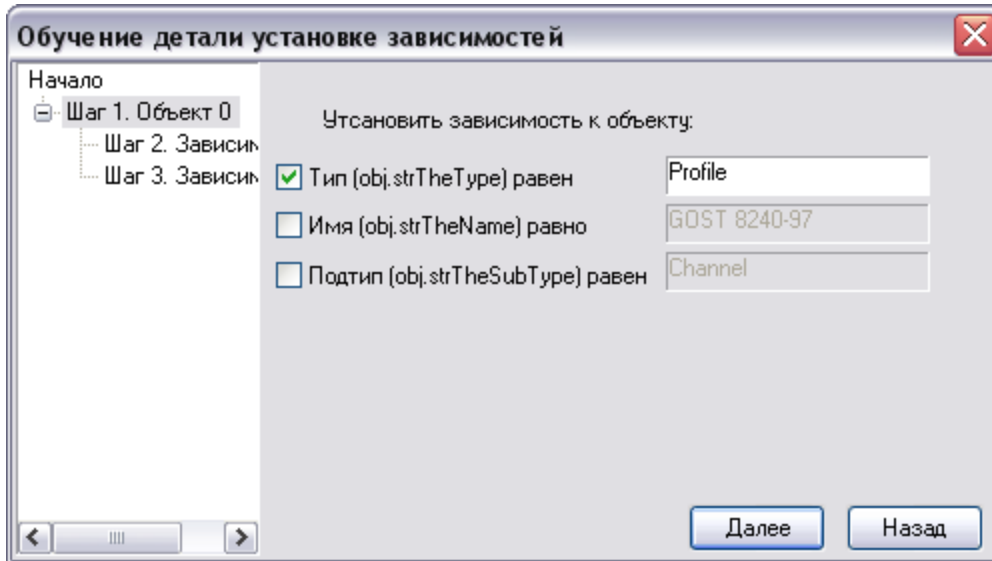 Обучение детали установке зависимостей
Начало
Шаг 1. Объект 0
Шаг 2. Зависим
Шаг 3. Зависим
Утсановить зависимость к объекту:
Тип (obj.strTheType) равен
Profile
Имя (obj.strTheName) равно
GOST 8240-97
Подтип (obj.strTheSubType) равен
Channel
Далее
Назад